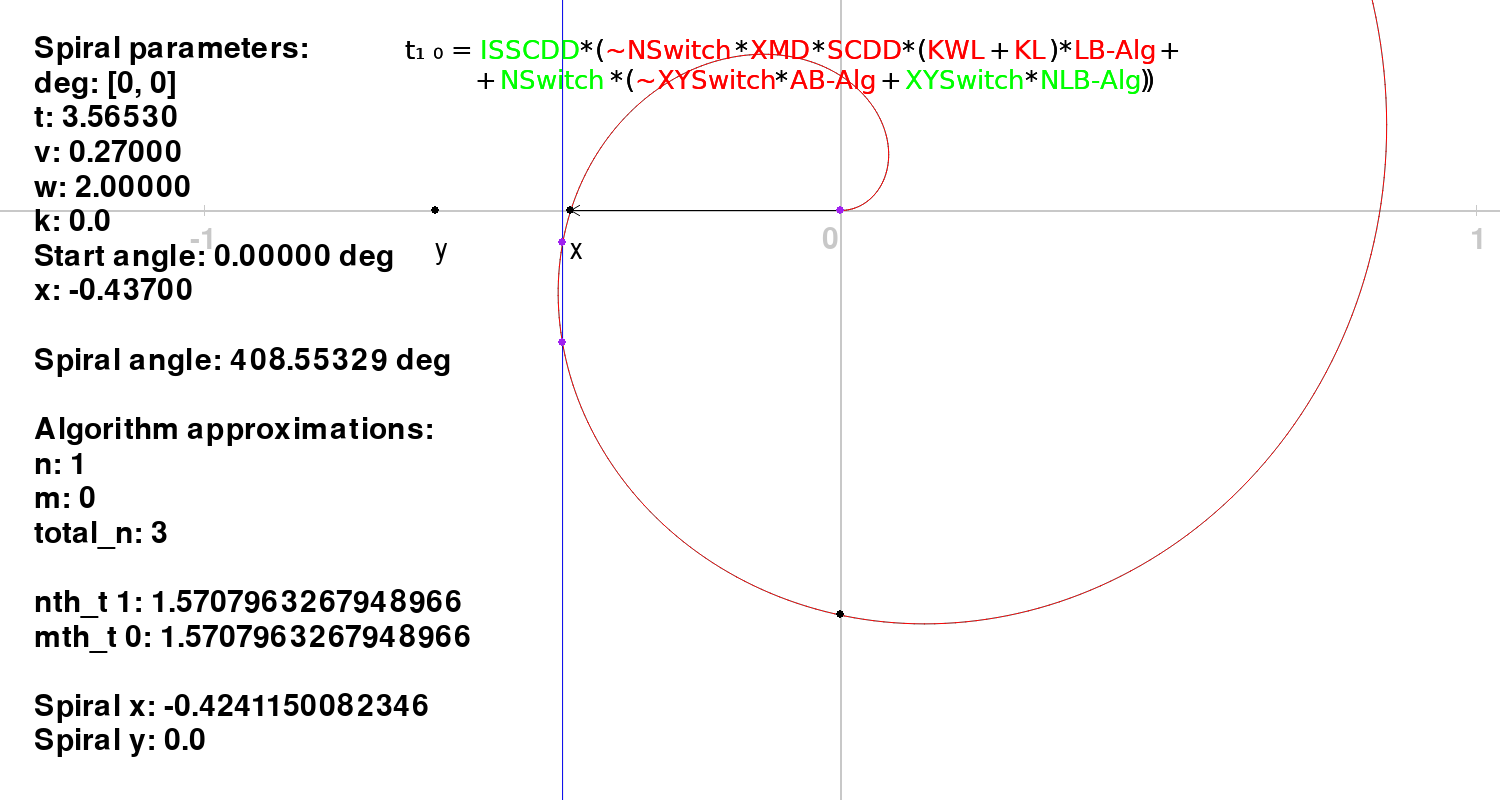 Spiral parameters:
t₁ ₀ = ISSCDD*(~NSwitch*XMD*SCDD*(KWL+KL)*LB-Alg+
+NSwitch*(~XYSwitch*AB-Alg+XYSwitch*NLB-Alg))
deg: [0, 0]
t: 3.56530
v: 0.27000
w: 2.00000
k: 0.0
-1
0
1
Start angle: 0.00000 deg
y
x
x: -0.43700
Spiral angle: 408.55329 deg
Algorithm approximations:
n: 1
m: 0
total_n: 3
nth_t 1: 1.5707963267948966
mth_t 0: 1.5707963267948966
Spiral x: -0.4241150082346
Spiral y: 0.0